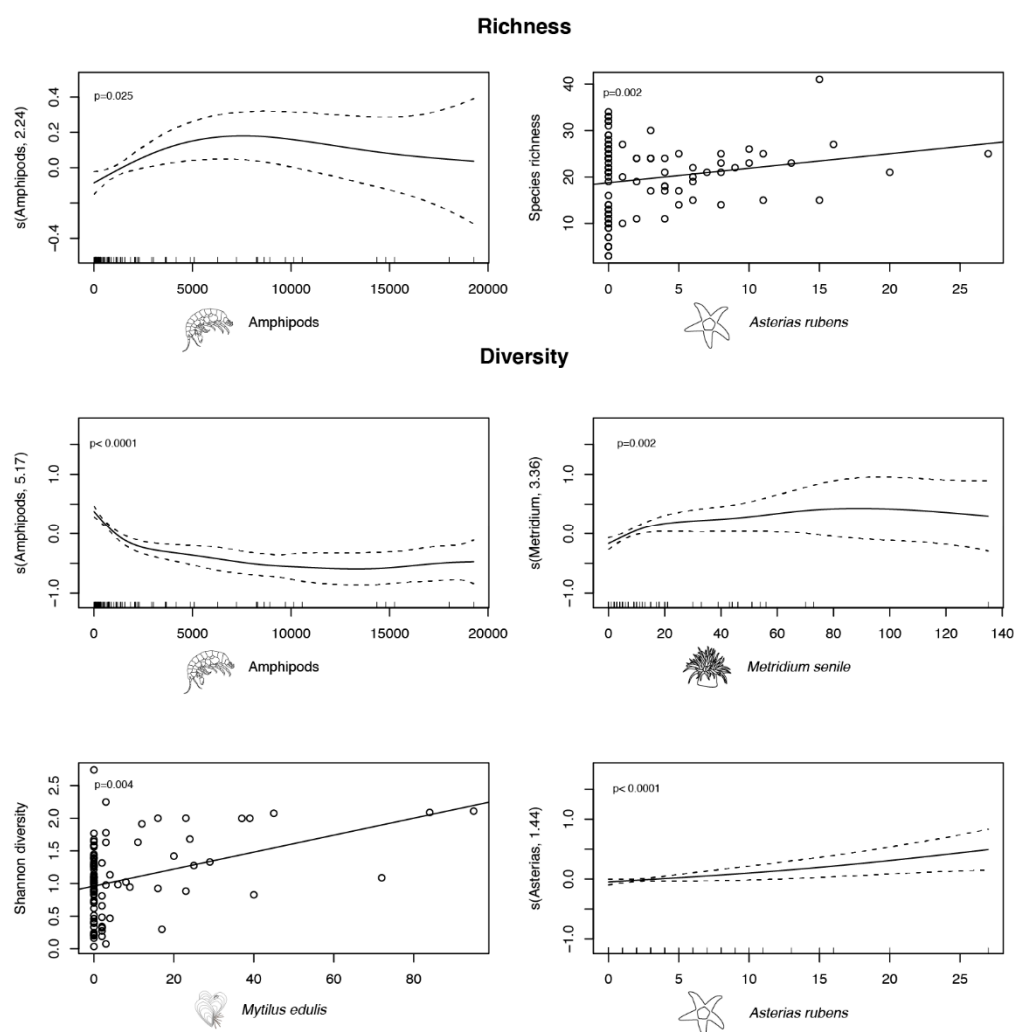 Richness
s(Amphipods, 2.24)
p=0.025
0.4
0.2
0.0
-0.4
0 5000 10000 15000 20000
Amphipods
Species richness
p=0.002
40
30
20
10
0 5 10 15 20 25
Asterias rubens
Diversity
s(Amphipods, 5.17)
p< 0.0001
1.0
0.0
-1.0
0 5000 10000 15000 20000
Amphipods
s(Metridium, 3.36)
p=0.002
1.0
0.0
-1.0
0 20 40 60 80 100 120 140
Metridium senile
Shannon diversity
p=0.004
2.5
2.0
1.5
1.0
0.5
0.0
0 20 40 60 80
Mytilus edulis
s(Asterias, 1.44)
p< 0.0001
1.0
0.0
-1.0
0 5 10 15 20 25
Asterias rubens